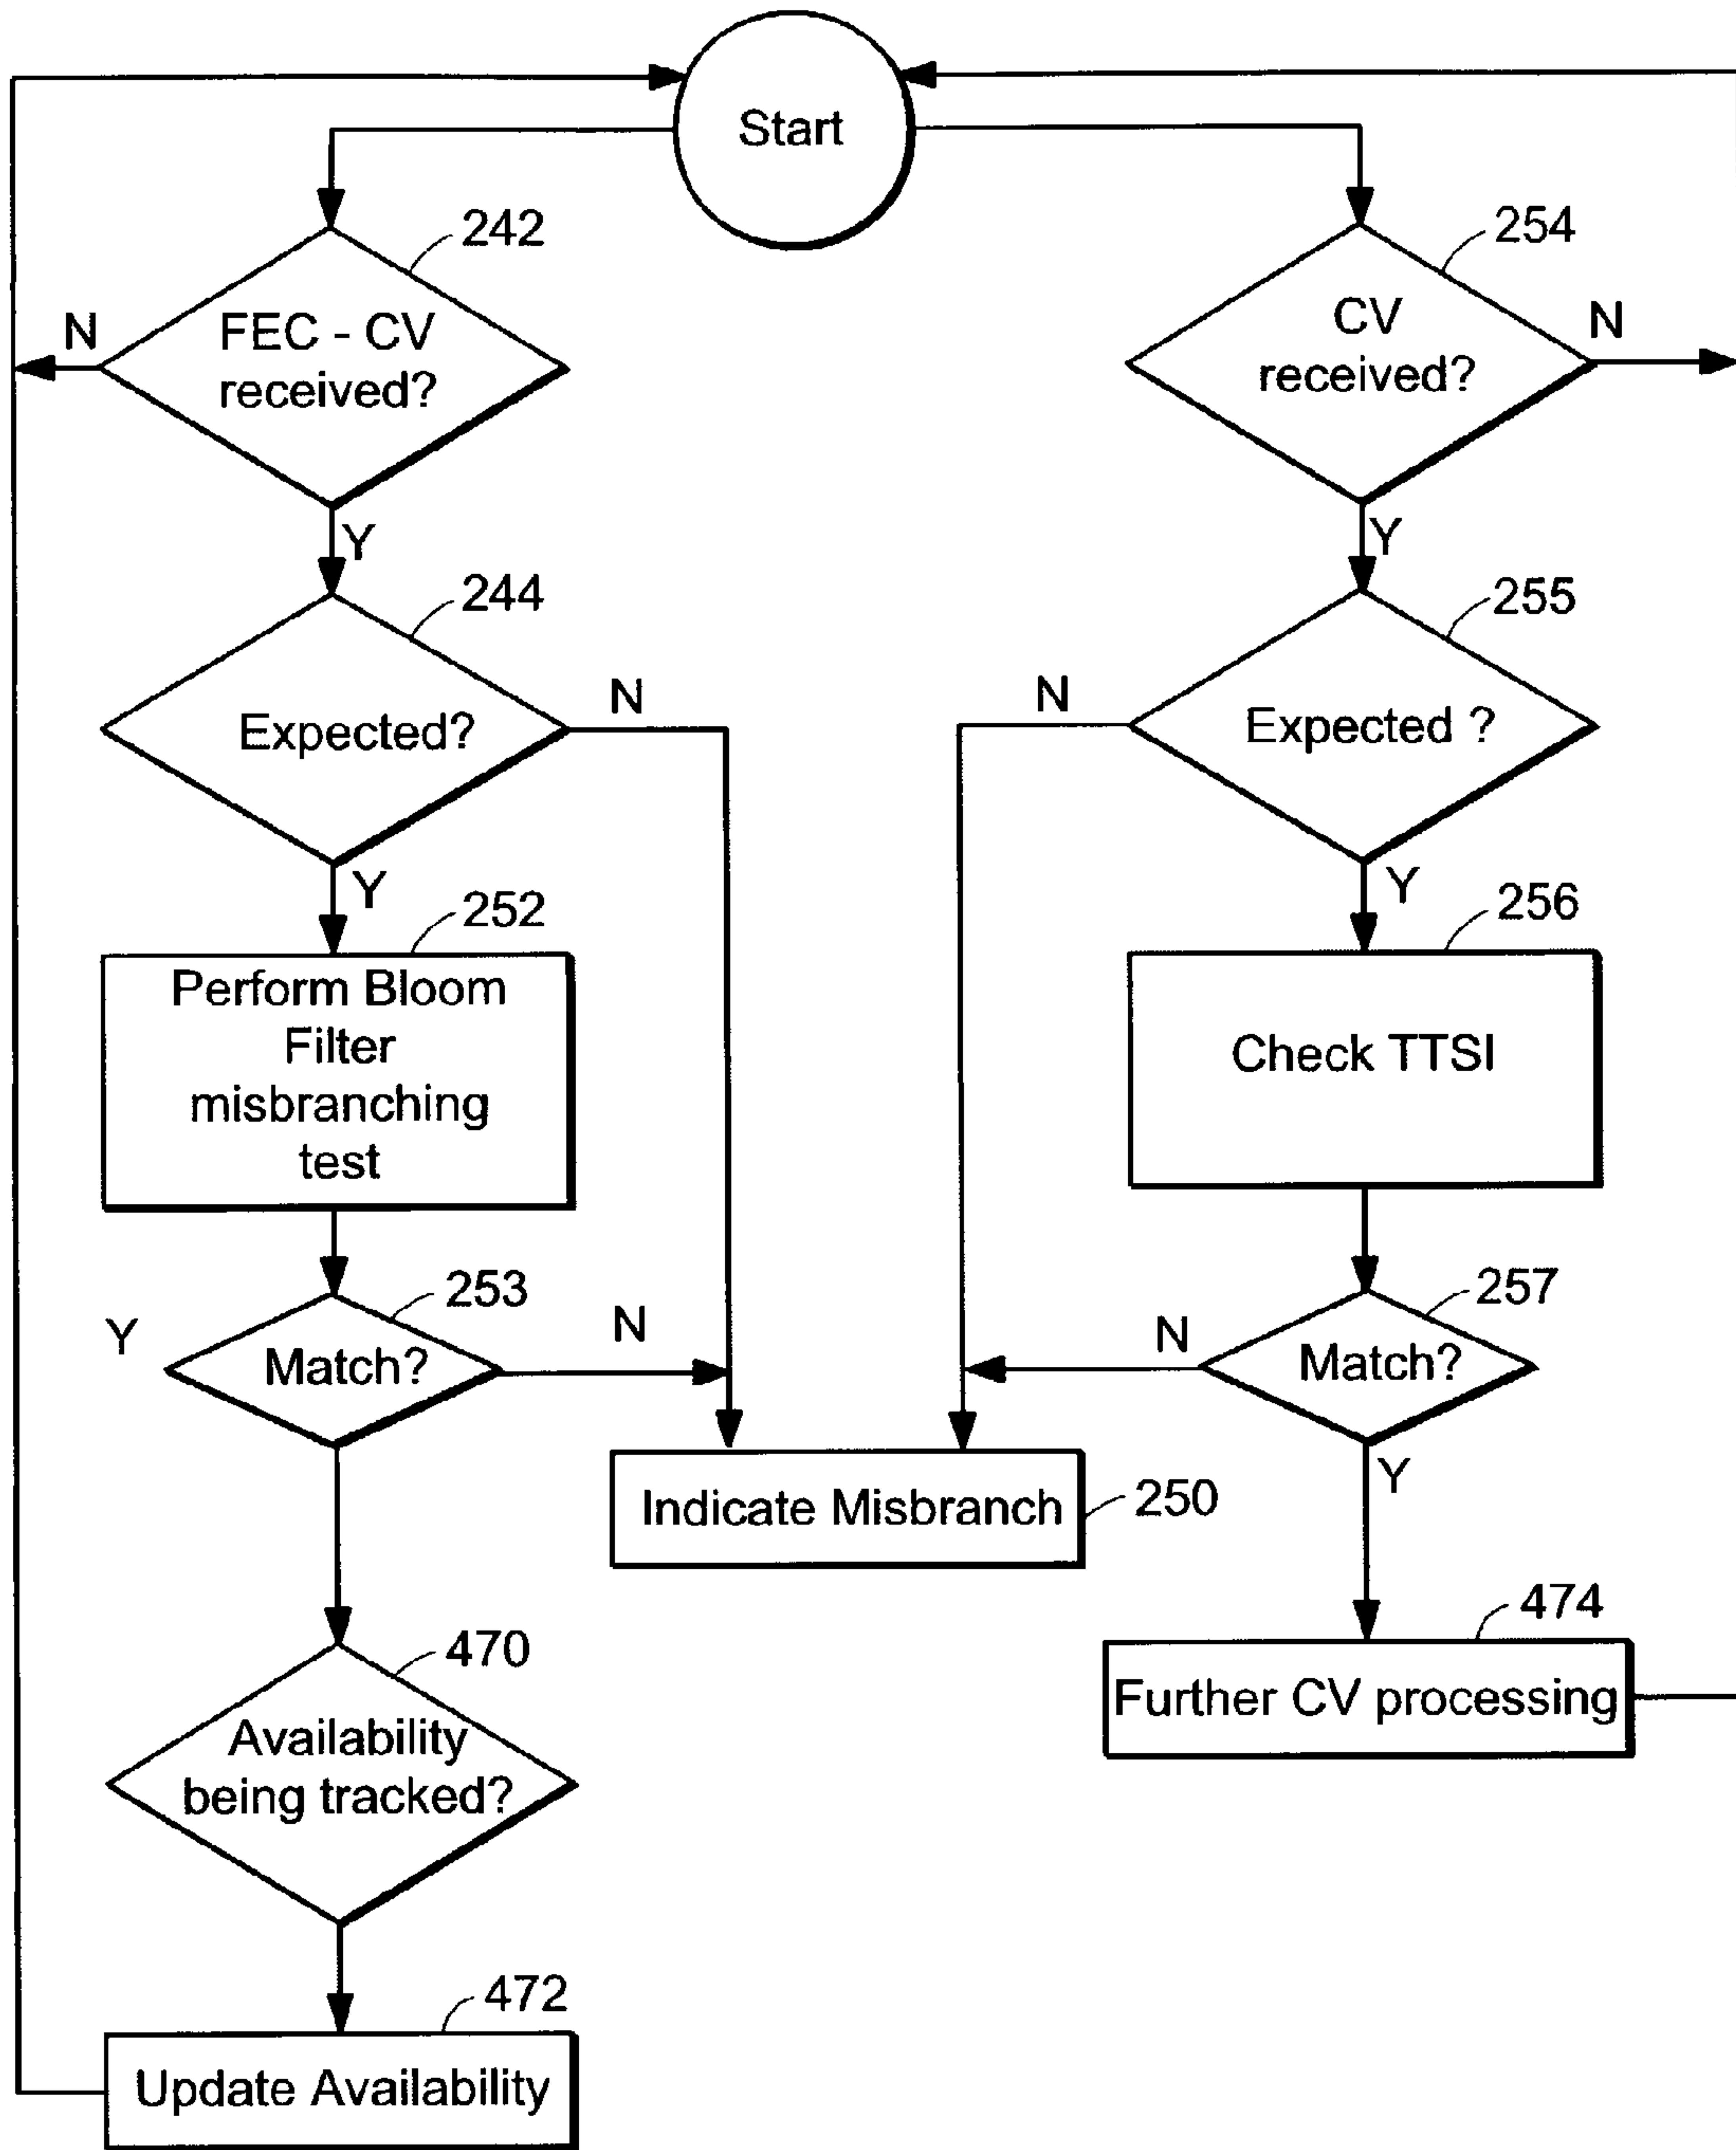 Start
242
FEC - CV
received?
N
Y
244
Expected?
N
Y
252
Perform Bloom
Filter
misbranching
test
253
Match?
Y
N
470
Availability
being tracked?
472
Update Availability
254
CV
received?
N
Y
255
Expected ?
N
Y
256
Check TTSI
257
Match?
N
Y
Indicate Misbranch
250
474
Further CV processing